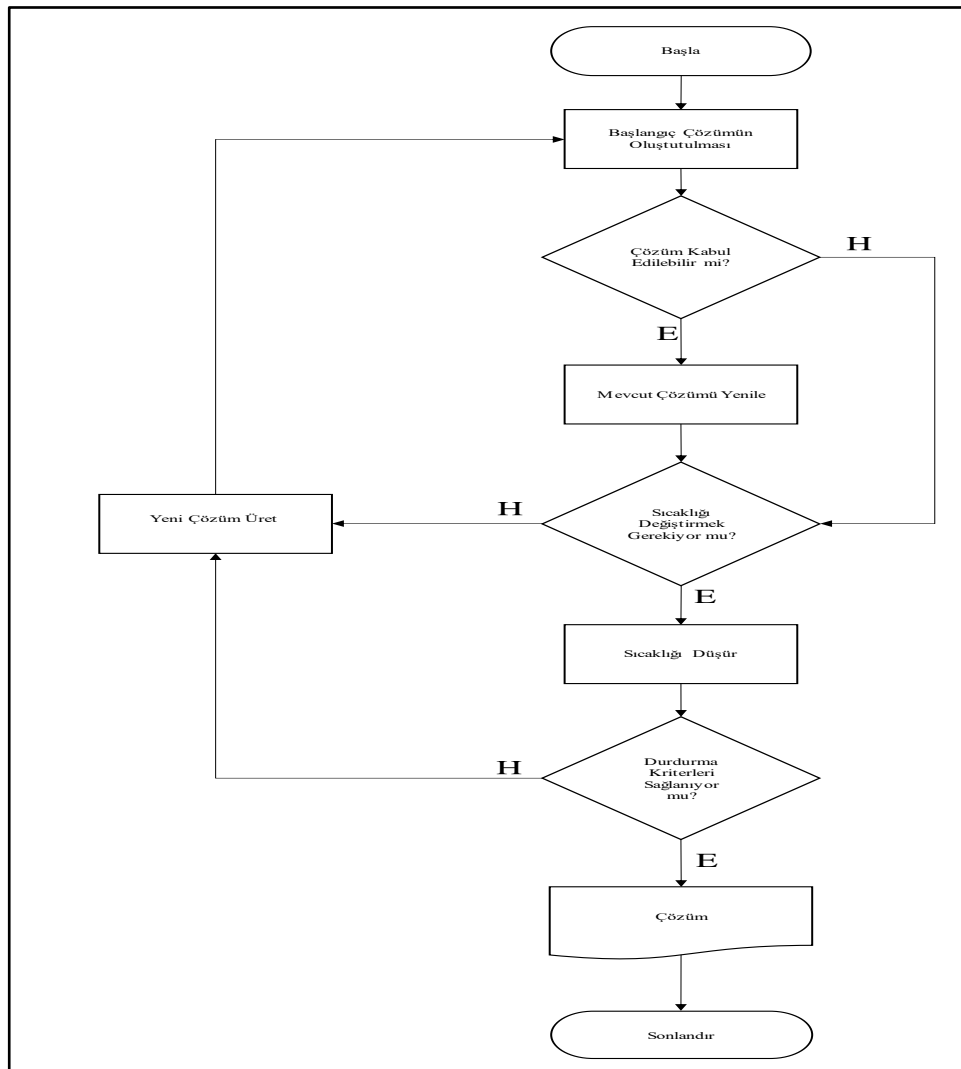 Başla
Başlangıç Çözümün
Oluştutulması
Çözüm Kabul
Edilebilir mi?
H
E
Mevcut Çözümü Yenile
Sıcaklığı
Değiştirmek
Gerekiyor mu?
H
Yeni Çözüm Üret
E
Sıcaklığı Düşür
Durdurma
Kriterleri
Sağlanıyor
mu?
H
E
Çözüm
Sonlandır